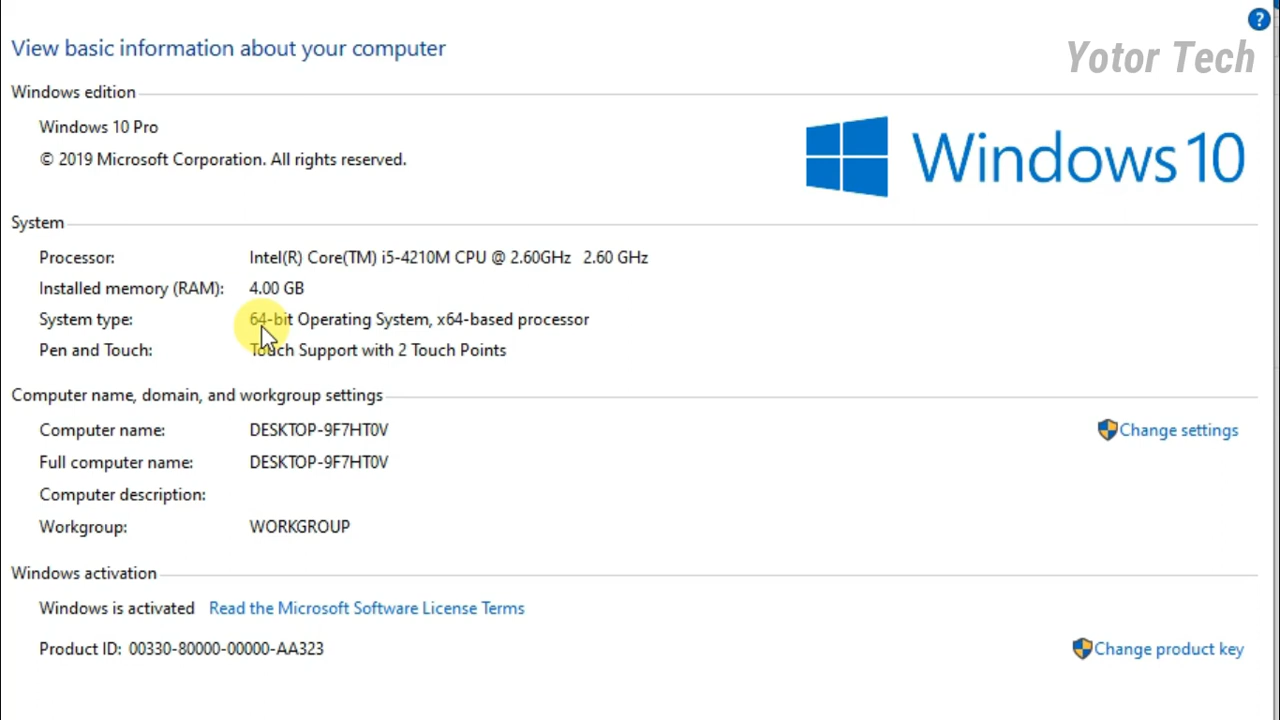 ?
View basic information about your computer
Yotor Tech
Windows edition
Windows 10 Pro
© 2019 Microsoft Corporation. All rights reserved.
Windows 10
System
Processor: Intel(R) Core(TM) i5-4210M CPU @ 2.60GHz 2.60 GHz
Installed memory (RAM): 4.00 GB
System type: 64-bit Operating System, x64-based processor
Pen and Touch: Touch Support with 2 Touch Points
Computer name, domain, and workgroup settings
Computer name: DESKTOP-9F7HT0V Change settings
Full computer name: DESKTOP-9F7HT0V
Computer description:
Workgroup: WORKGROUP
Windows activation
Windows is activated Read the Microsoft Software License Terms
Product ID: 00330-80000-00000-AA323 Change product key